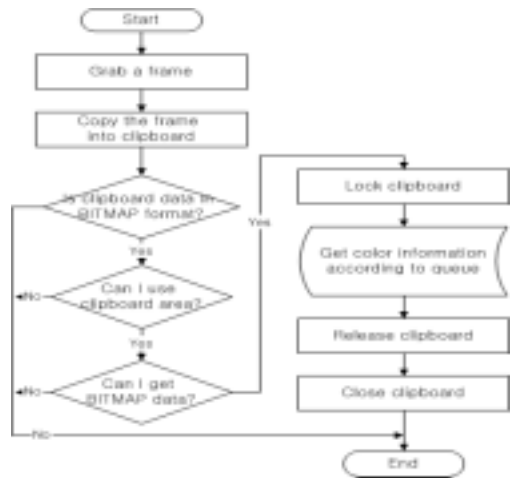 Start
Grab a frame
Copy the frame
into clipboard
Is clipboard data in
BITMAP format?
Yes
Can I use
clipboard area?
No
Yes
Can I get
BITMAP data?
No
No
Yes
Lock clipboard
Get color information
according to queue
Release clipboard
Close clipboard
End